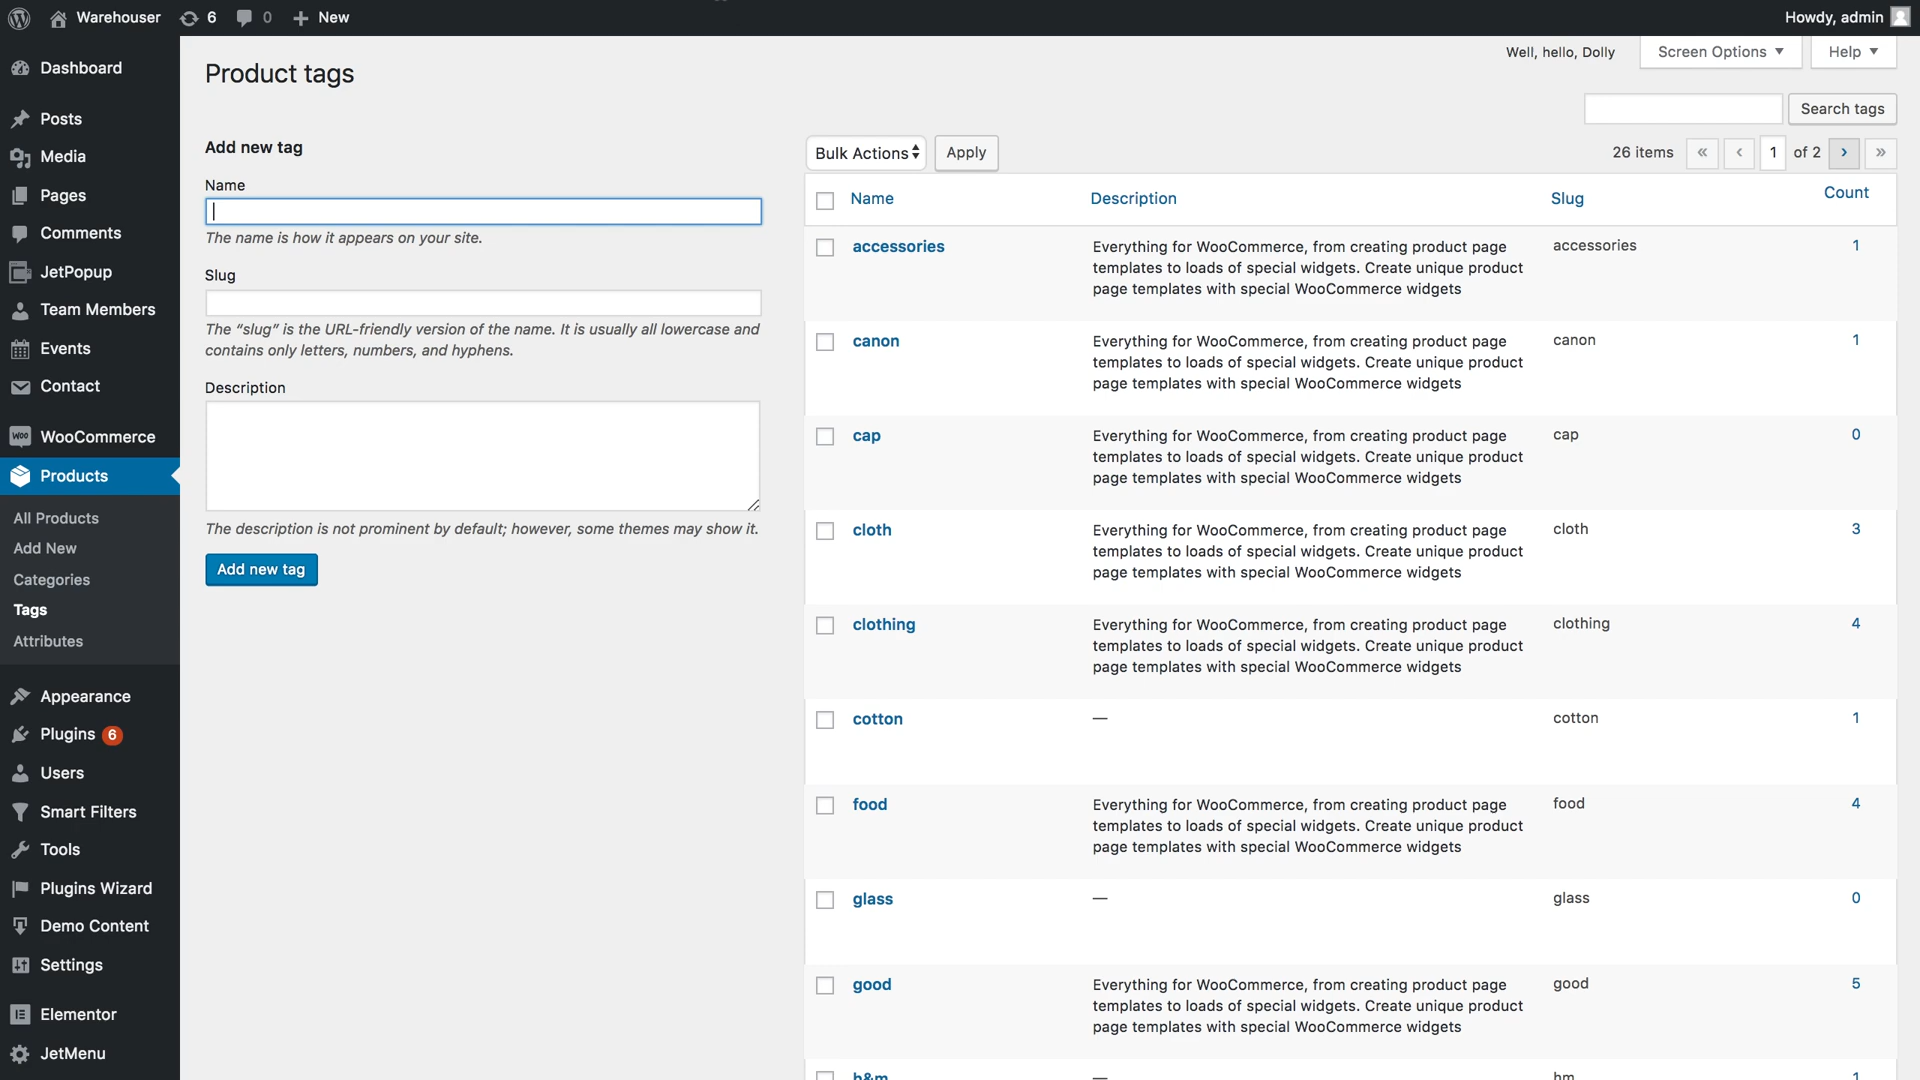 Warehouser 6 0 New Howdy, admin
Dashboard
Posts
Media
Pages
Comments
JetPopup
Team Members
Events
Contact
WooCommerce
Products
All Products
Add New
Categories
Tags
Attributes
Appearance
Plugins 6
Users
Smart Filters
Tools
Plugins Wizard
Demo Content
Settings
Elementor
JetMenu
Product tags
Well, hello, Dolly
Screen Options
Help
Search tags
Add new tag
Name
The name is how it appears on your site.
Slug
The “slug” is the URL-friendly version of the name. It is usually all lowercase and
contains only letters, numbers, and hyphens.
Description
The description is not prominent by default; however, some themes may show it.
Add new tag
Bulk Actions Apply 26 items « ‹ 1 of 2 › »
Name Description Slug Count
accessories Everything for WooCommerce, from creating product page accessories 1
templates to loads of special widgets. Create unique product
page templates with special WooCommerce widgets
canon Everything for WooCommerce, from creating product page canon 1
templates to loads of special widgets. Create unique product
page templates with special WooCommerce widgets
cap Everything for WooCommerce, from creating product page cap 0
templates to loads of special widgets. Create unique product
page templates with special WooCommerce widgets
cloth Everything for WooCommerce, from creating product page cloth 3
templates to loads of special widgets. Create unique product
page templates with special WooCommerce widgets
clothing Everything for WooCommerce, from creating product page clothing 4
templates to loads of special widgets. Create unique product
page templates with special WooCommerce widgets
cotton — cotton 1
food Everything for WooCommerce, from creating product page food 4
templates to loads of special widgets. Create unique product
page templates with special WooCommerce widgets
glass — glass 0
good Everything for WooCommerce, from creating product page good 5
templates to loads of special widgets. Create unique product
page templates with special WooCommerce widgets
h&m — hm 1